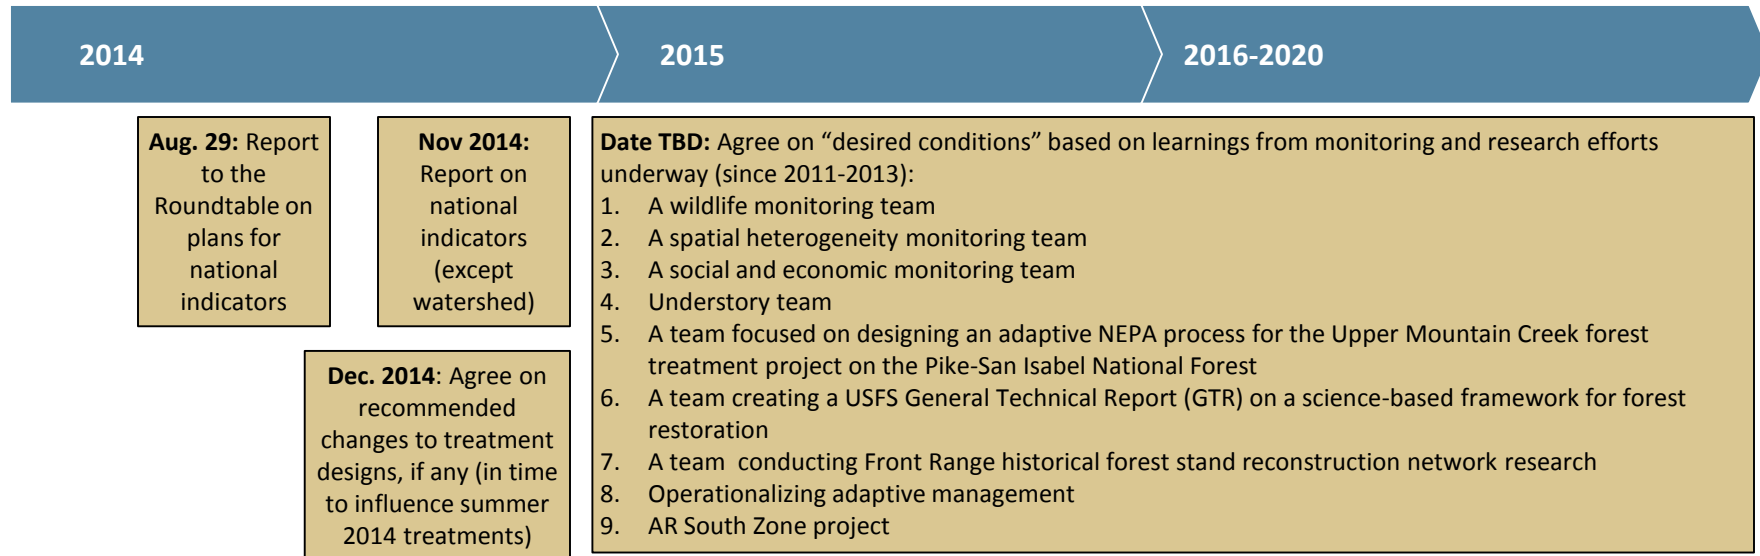 2014
2015
2016-2020
Aug. 29: Report
to the
Roundtable on
plans for
national
indicators
Nov 2014:
Report on
national
indicators
(except
watershed)
Dec. 2014: Agree on
recommended
changes to treatment
designs, if any (in time
to influence summer
2014 treatments)
Date TBD: Agree on “desired conditions” based on learnings from monitoring and research efforts
underway (since 2011-2013):
1. A wildlife monitoring team
2. A spatial heterogeneity monitoring team
3. A social and economic monitoring team
4. Understory team
5. A team focused on designing an adaptive NEPA process for the Upper Mountain Creek forest
treatment project on the Pike-San Isabel National Forest
6. A team creating a USFS General Technical Report (GTR) on a science-based framework for forest
restoration
7. A team conducting Front Range historical forest stand reconstruction network research
8. Operationalizing adaptive management
9. AR South Zone project